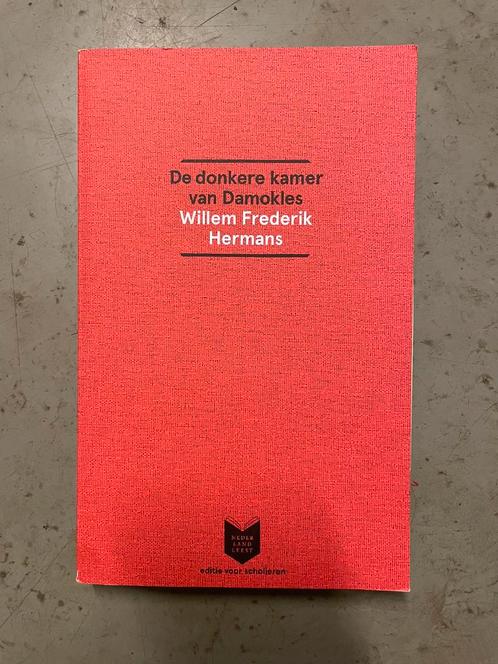 De donkere kamer
van Damokles
Willem Frederik
Hermans
NEDER
LAND
LEEST
editie voor scholieren